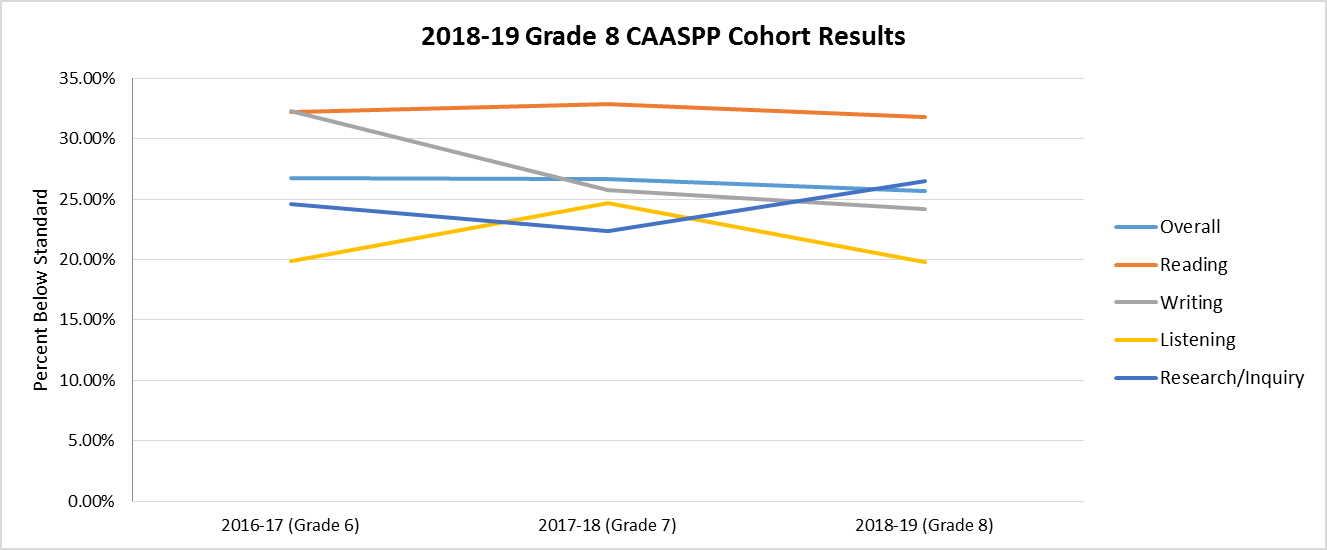 2018-19 Grade 8 CAASPP Cohort Results
Percent Below Standard
35.00%
30.00%
25.00%
20.00%
15.00%
10.00%
5.00%
0.00%
2016-17 (Grade 6)
2017-18 (Grade 7)
2018-19 (Grade 8)
Overall
Reading
Writing
Listening
Research/Inquiry